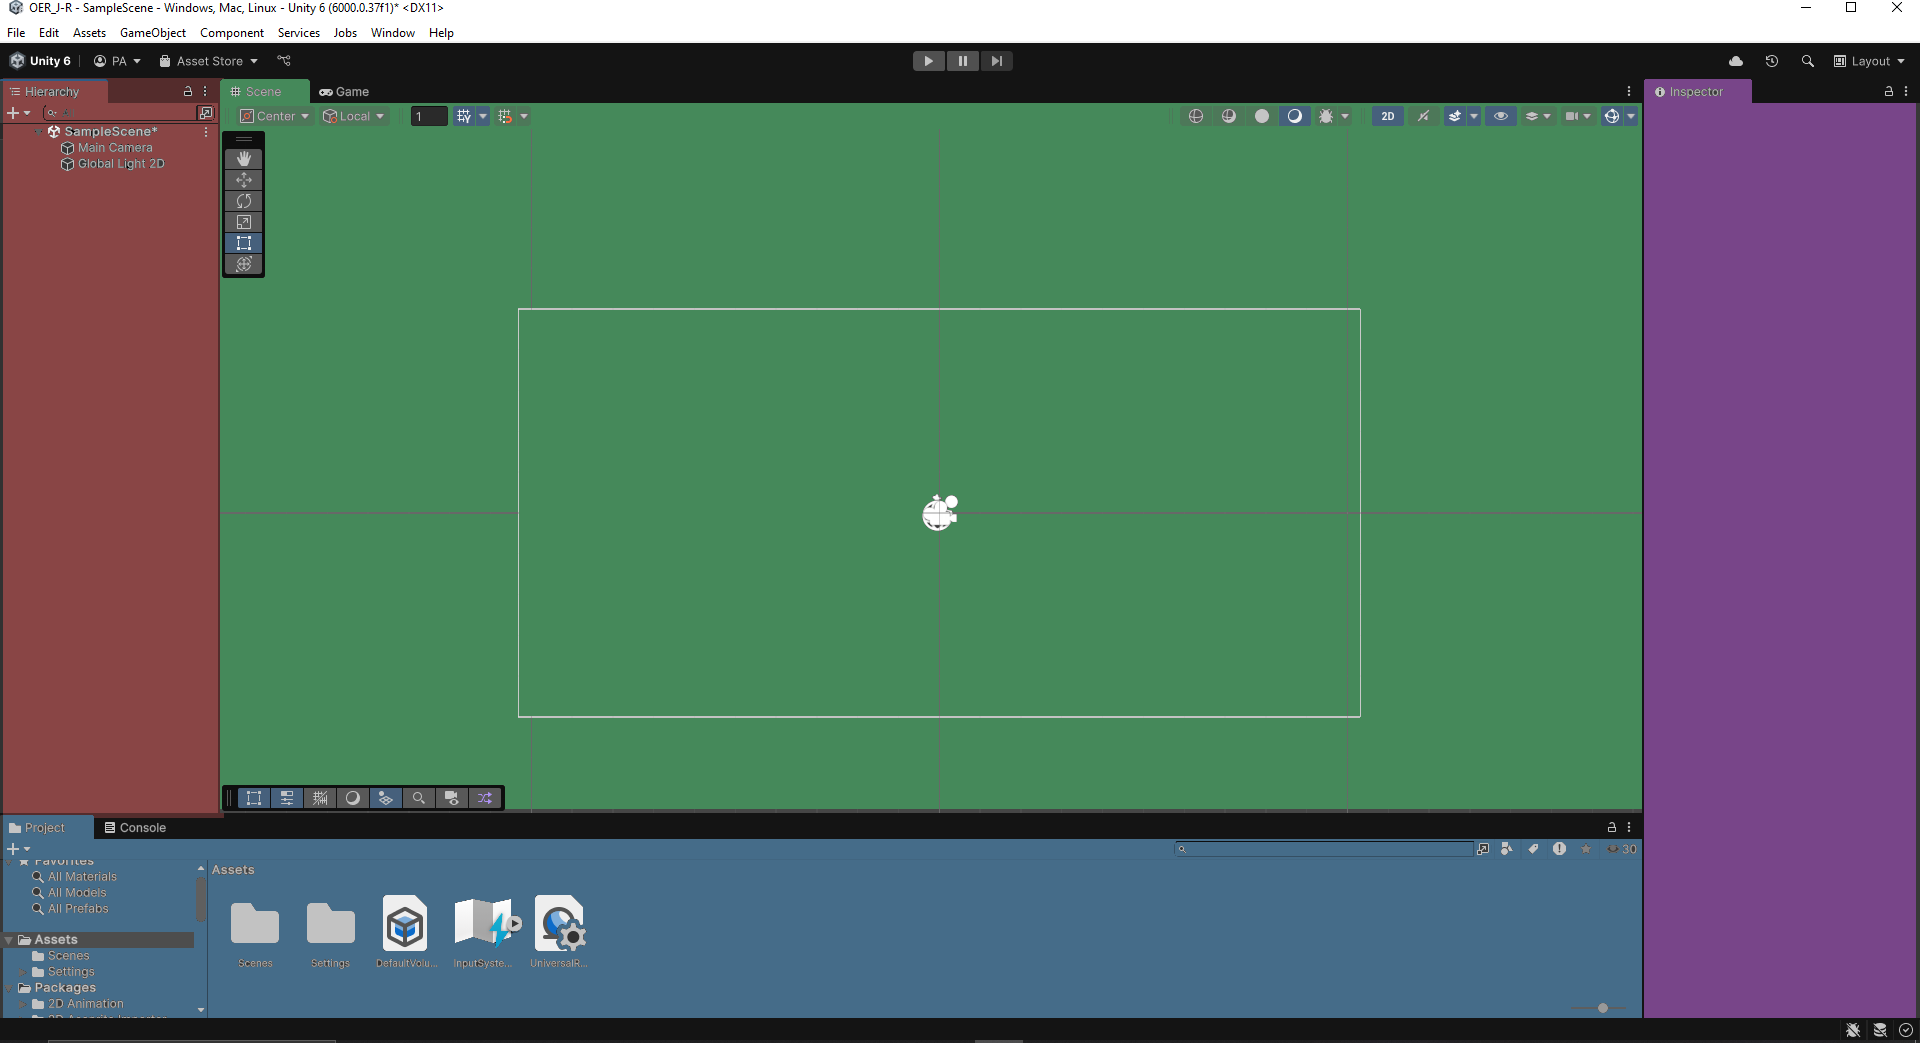 OER_J-R - SampleScene - Windows, Mac, Linux - Unity 6 (6000.0.37f1)* <DX11>
File Edit Assets GameObject Component Services Jobs Window Help
Unity 6 PA Asset Store Layout
Hierarchy Scene Game Inspector
Center Local 1 2D
SampleScene*
Main Camera
Global Light 2D
Project Console
30
Favorites
All Materials
All Models
All Prefabs
Assets
Scenes
Settings
Packages
2D Animation
Assets
Scenes Settings DefaultVolu... InputSyste... UniversalR...